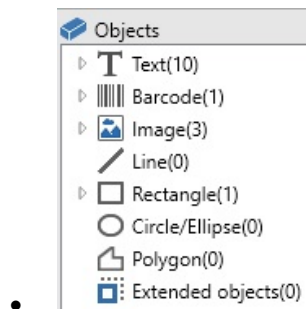 Objects
Text(10)
Barcode(1)
Image(3)
Line(0)
Rectangle(1)
Circle/Ellipse(0)
Polygon(0)
Extended objects(0)